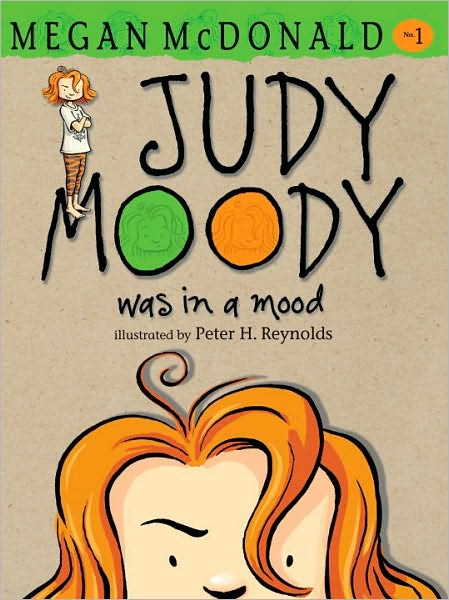 MEGAN McDONALD No.1
JUDY
MOODY
was in a mood
illustrated by Peter H. Reynolds